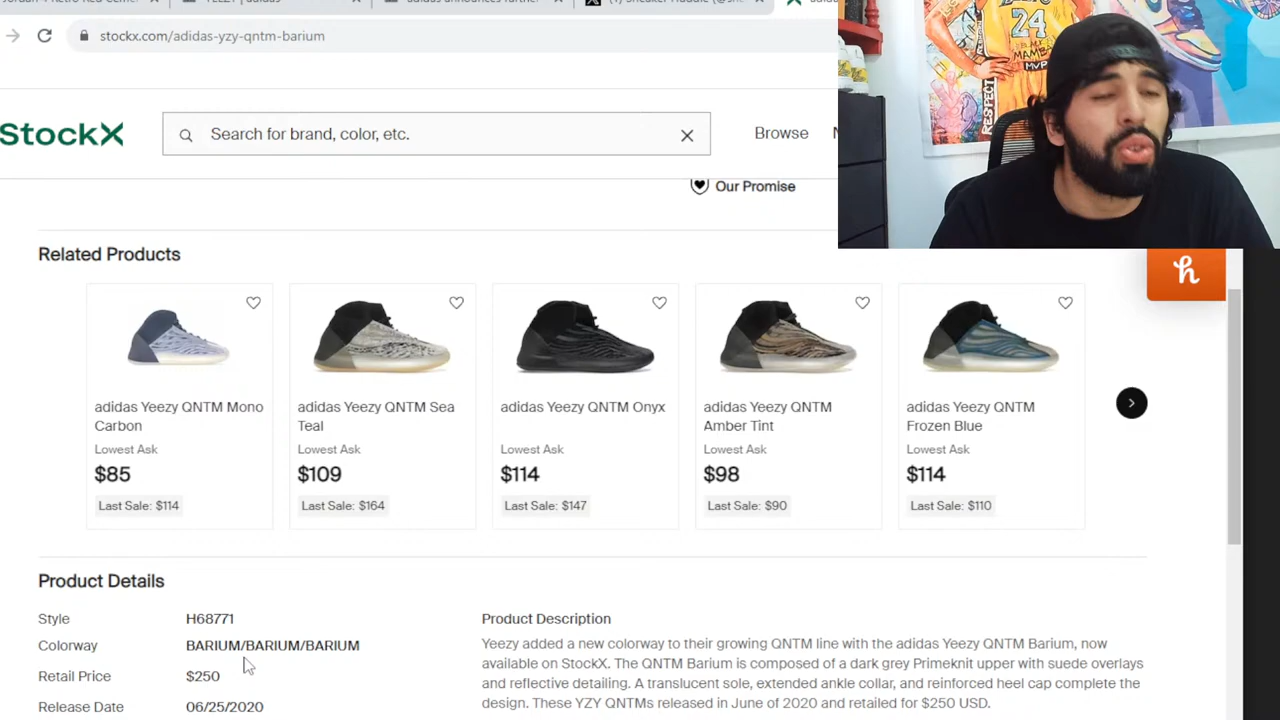 stockx.com/adidas-yzy-qntm-barium
StockX
Search for brand, color, etc.
Browse
Our Promise
RESPECT
24
MAMBA
MVP
h
Related Products
adidas Yeezy QNTM Mono Carbon
Lowest Ask
$85
Last Sale: $114
adidas Yeezy QNTM Sea Teal
Lowest Ask
$109
Last Sale: $164
adidas Yeezy QNTM Onyx
Lowest Ask
$114
Last Sale: $147
adidas Yeezy QNTM Amber Tint
Lowest Ask
$98
Last Sale: $90
adidas Yeezy QNTM Frozen Blue
Lowest Ask
$114
Last Sale: $110
Product Details
Style H68771
Colorway BARIUM/BARIUM/BARIUM
Retail Price $250
Release Date 06/25/2020
Product Description
Yeezy added a new colorway to their growing QNTM line with the adidas Yeezy QNTM Barium, now
available on StockX. The QNTM Barium is composed of a dark grey Primeknit upper with suede overlays
and reflective detailing. A translucent sole, extended ankle collar, and reinforced heel cap complete the
design. These YZY QNTMs released in June of 2020 and retailed for $250 USD.